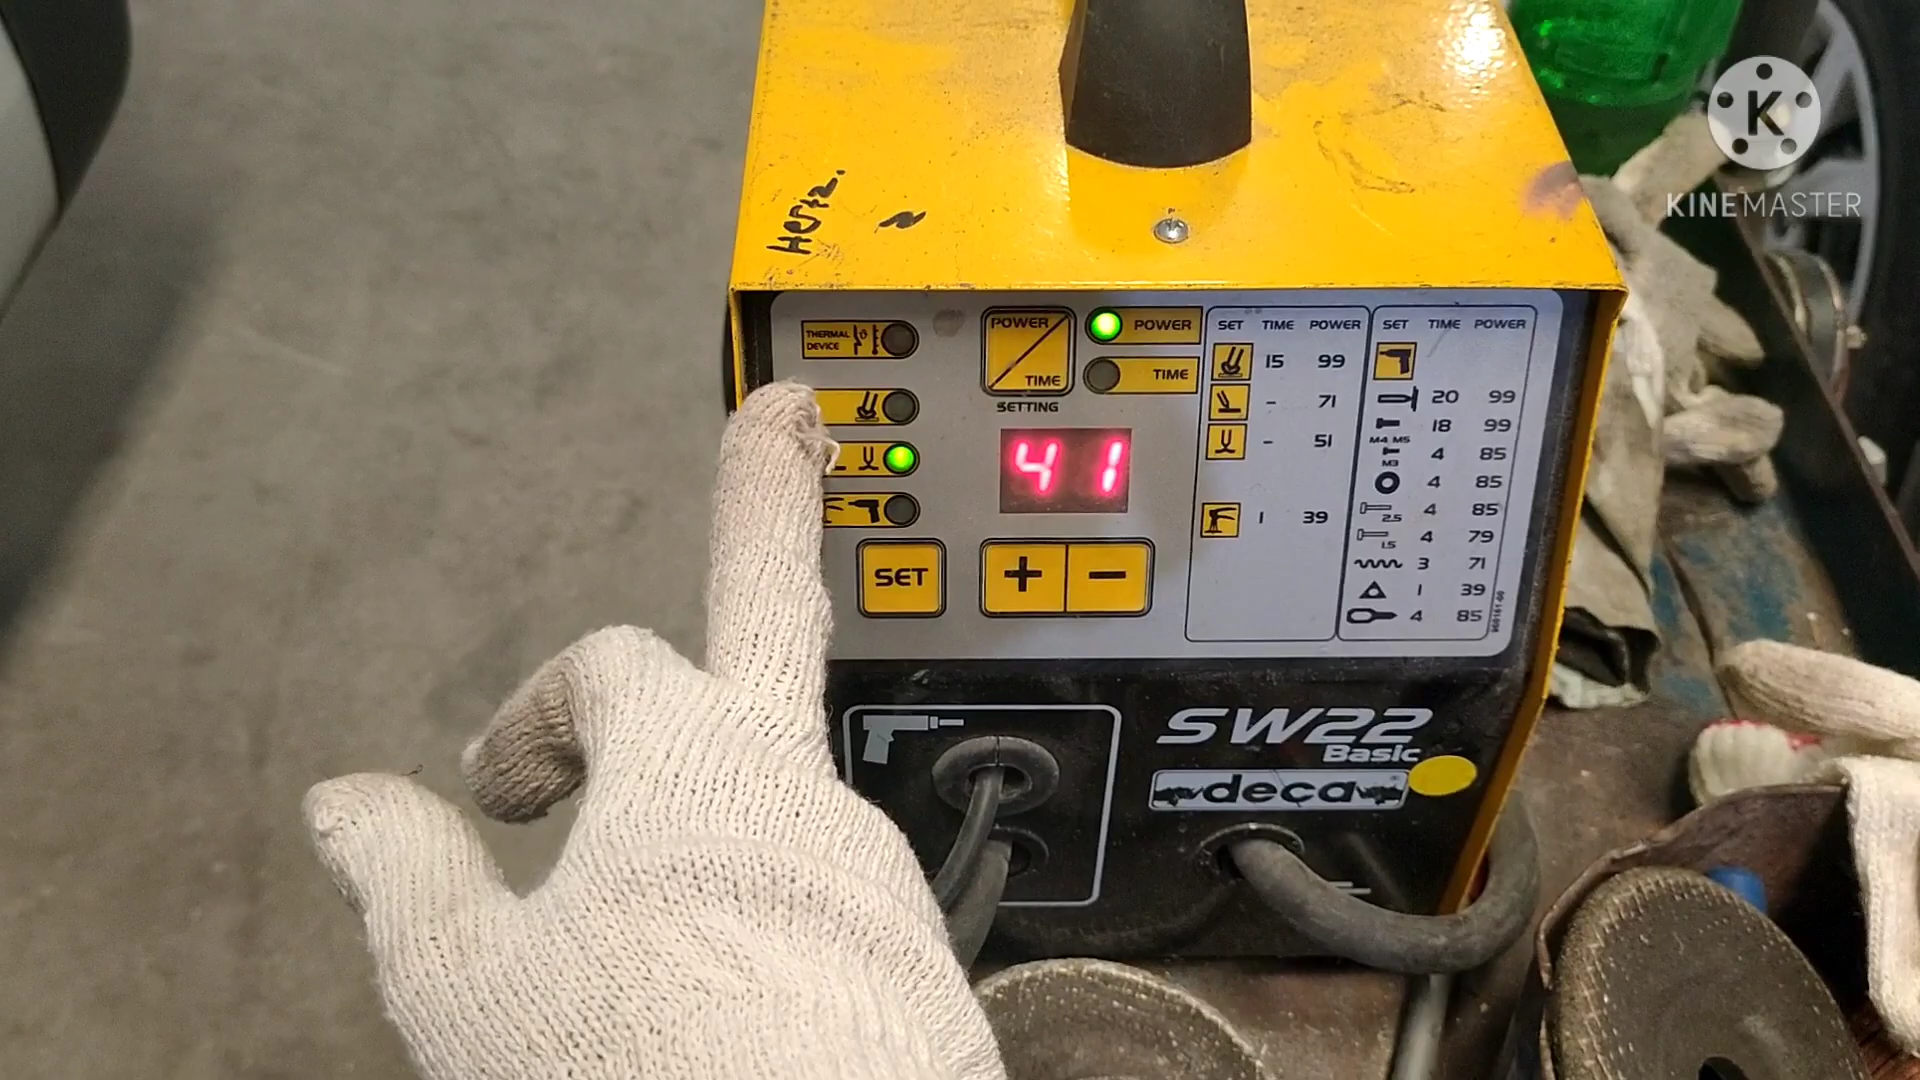 K
KINEMASTER
THERMAL
DEVICE
POWER
TIME
SETTING
POWER
TIME
41
SET
+ −
SET TIME POWER
15 99
- 71
- 51
1 39
SET TIME POWER
20 99
18 99
M4 M5
4 85
M3
4 85
4 85
2.5
4 79
1.5
3 71
1 39
4 85
SW22
Basic
deca